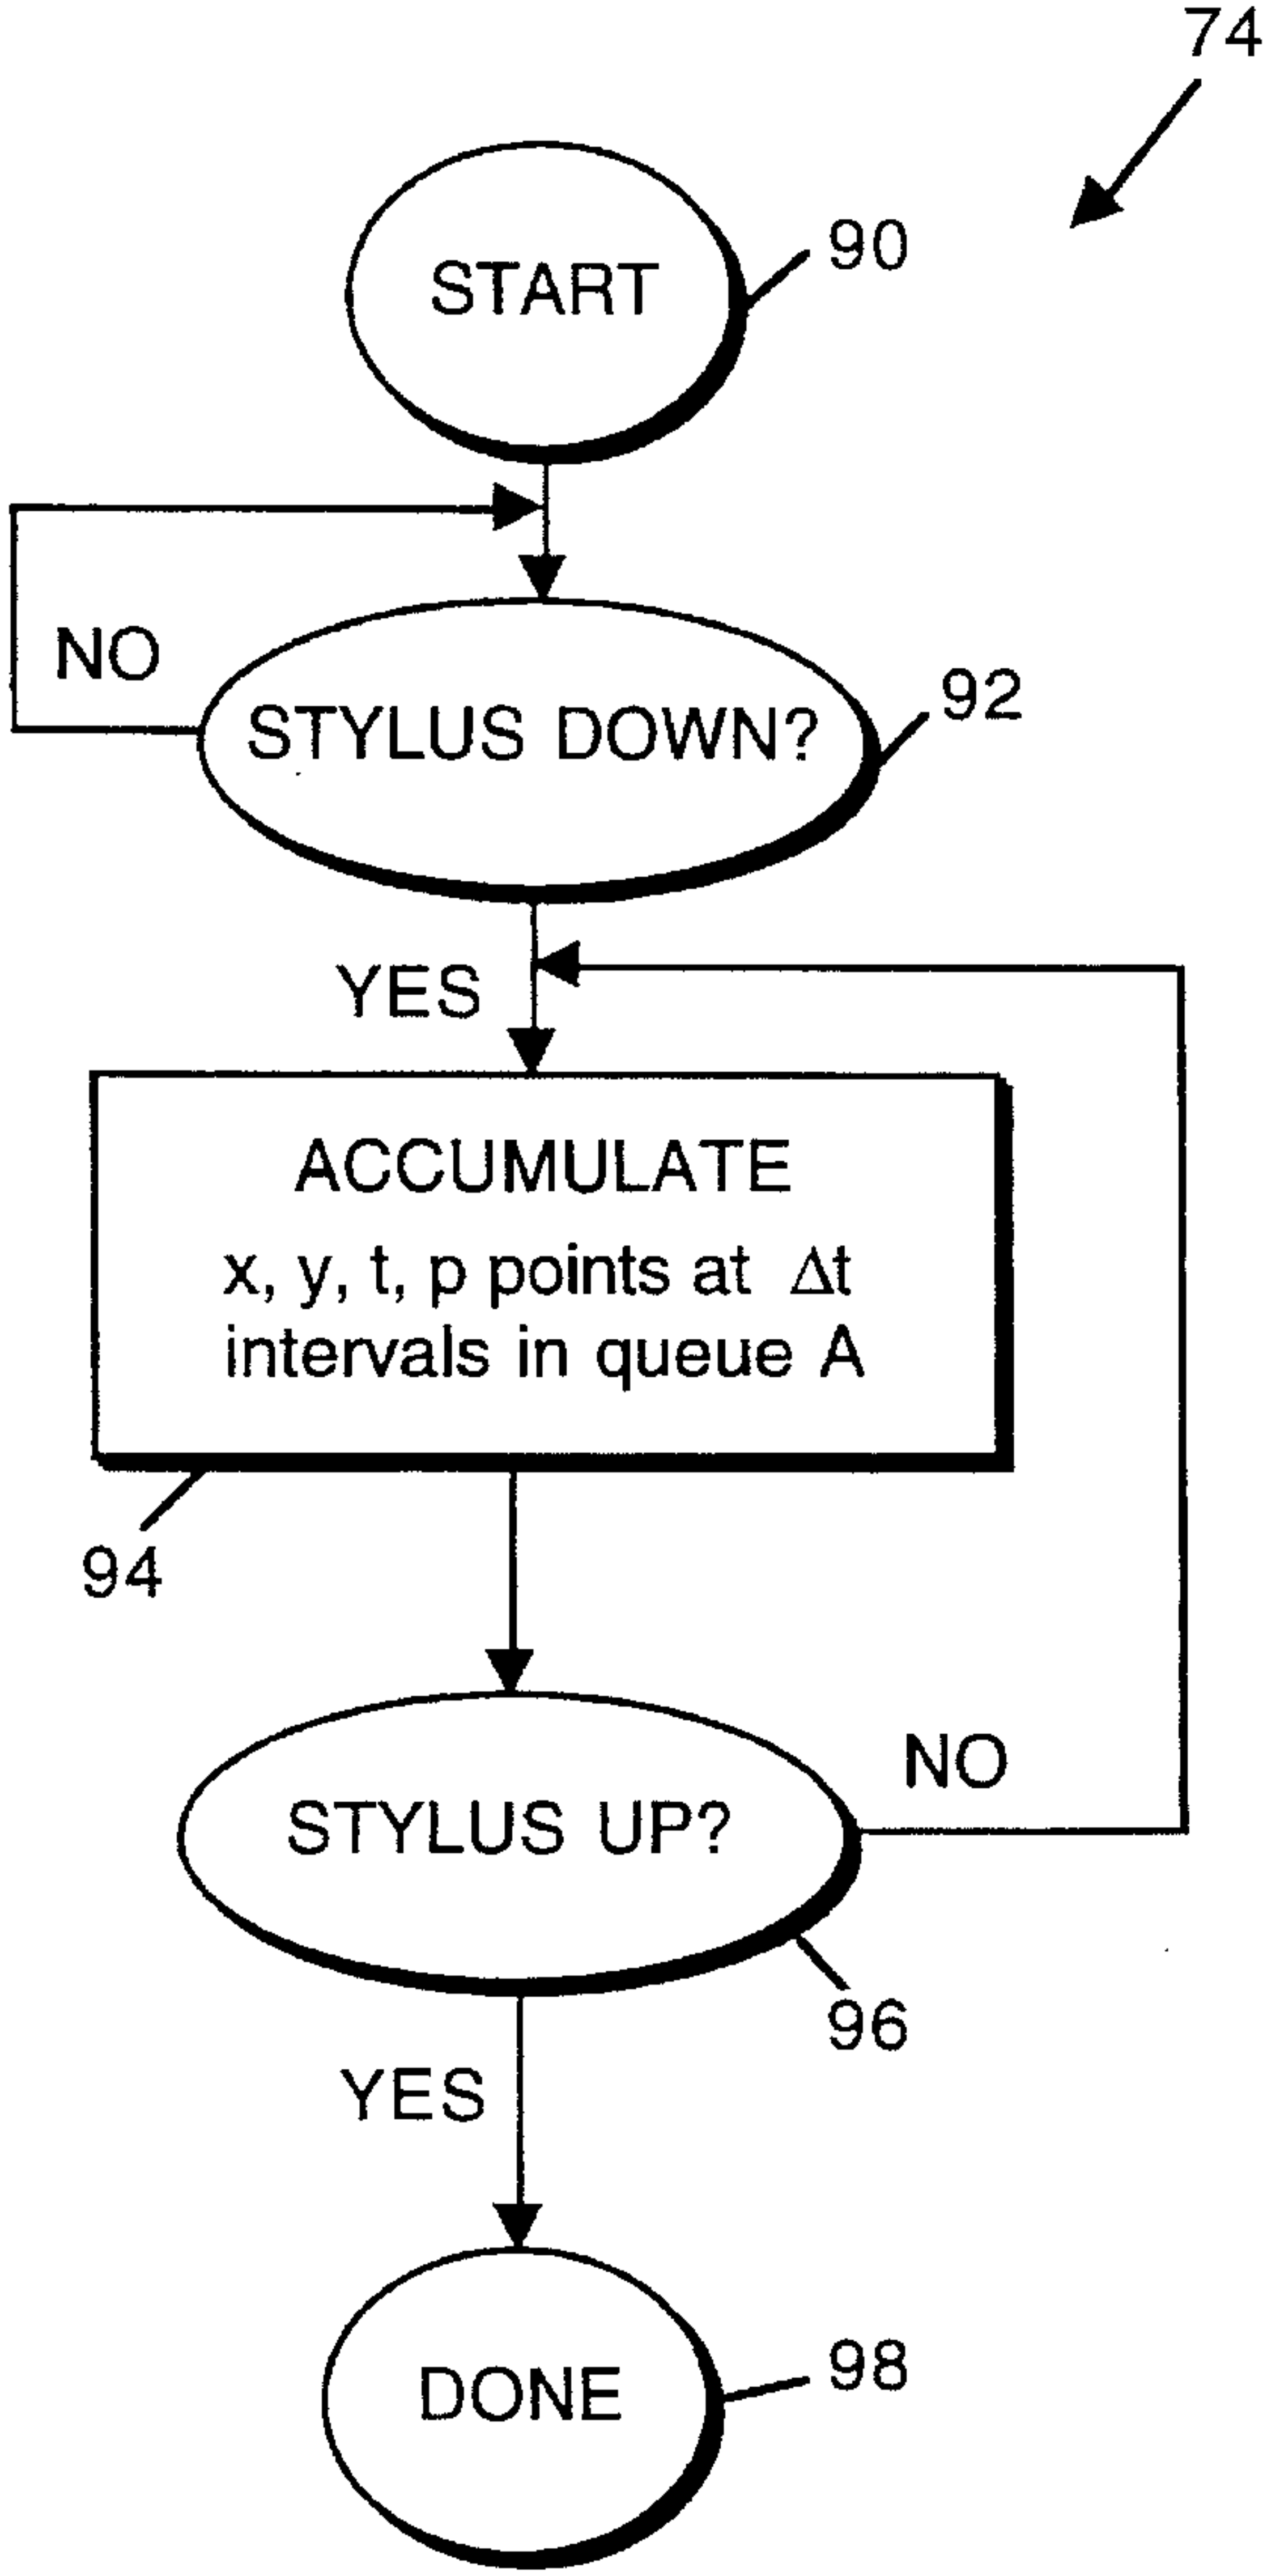 74
START
90
NO
STYLUS DOWN?
92
YES
ACCUMULATE
x, y, t, p points at Δt
intervals in queue A
94
STYLUS UP?
NO
96
YES
DONE
98